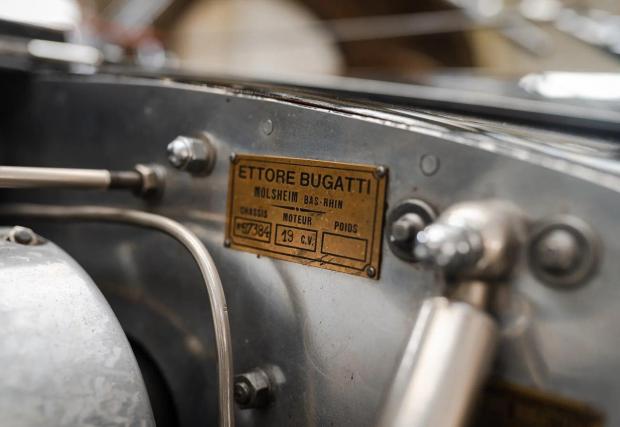 ETTORE BUGATTI
MOLSHEIM BAS-RHIN
CHASSIS MOTEUR POIDS
N°57384 19 C.V.